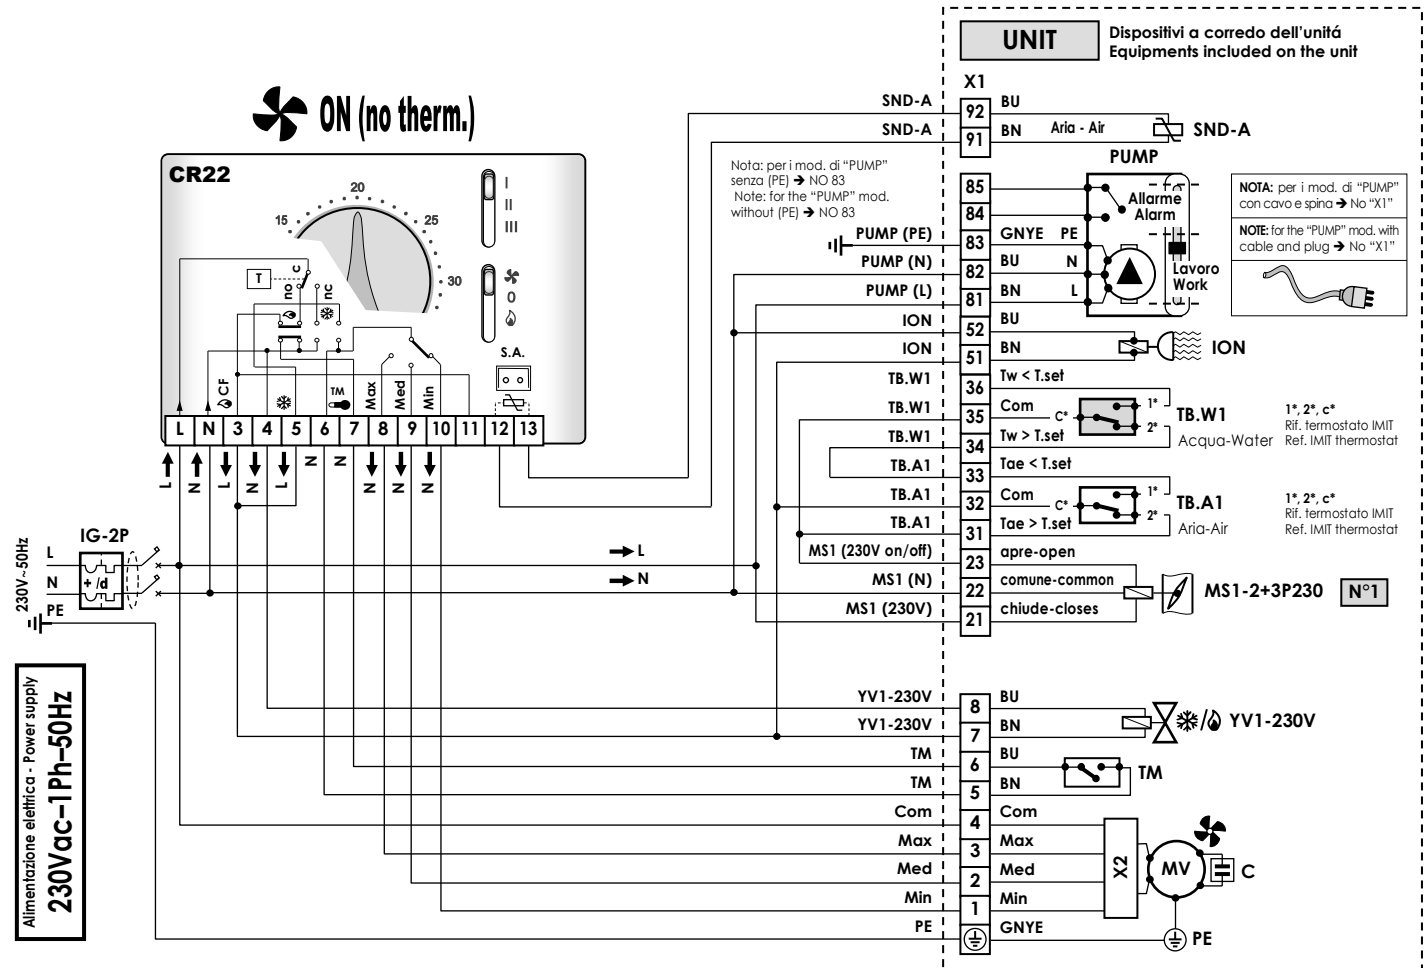 UNIT
Dispositivi a corredo dell'unitá
Equipments included on the unit
X1
ON (no therm.)
CR22
15
20
25
30
I
II
III
0
T
c
no
nc
CF
TM
Max
Med
Min
S.A.
L N 3 4 5 6 7 8 9 10 11 12 13
L N L N L N N N N N
Nota: per i mod. di "PUMP"
senza (PE) ➔ NO 83
Note: for the "PUMP" mod.
without (PE) ➔ NO 83
SND-A 92 BU
SND-A 91 BN Aria - Air
SND-A
PUMP
85
84
Allarme
Alarm
PUMP (PE) 83 GNYE PE
PUMP (N) 82 BU N
PUMP (L) 81 BN L
Lavoro
Work
NOTA: per i mod. di "PUMP"
con cavo e spina ➔ No "X1"
NOTE: for the "PUMP" mod. with
cable and plug ➔ No "X1"
ION 52 BU
ION 51 BN
ION
TB.W1 36 Tw < T.set
TB.W1 35 Com C* 1* 2*
TB.W1 34 Tw > T.set
TB.W1
Acqua-Water
1*, 2*, c*
Rif. termostato IMIT
Ref. IMIT thermostat
TB.A1 33 Tae < T.set
TB.A1 32 Com C* 1* 2*
TB.A1 31 Tae > T.set
TB.A1
Aria-Air
1*, 2*, c*
Rif. termostato IMIT
Ref. IMIT thermostat
MS1 (230V on/off) 23 apre-open
MS1 (N) 22 comune-common
MS1 (230V) 21 chiude-closes
MS1-2+3P230 N°1
IG-2P
230V~50Hz
L
N
PE
+ /d
L
N
YV1-230V 8 BU
YV1-230V 7 BN
YV1-230V
/
TM 6 BU
TM 5 BN
TM
Com 4 Com
Max 3 Max
Med 2 Med
Min 1 Min
PE GNYE
X2
MV
C
PE
Alimentazione elettrica - Power supply
230Vac–1Ph–50Hz